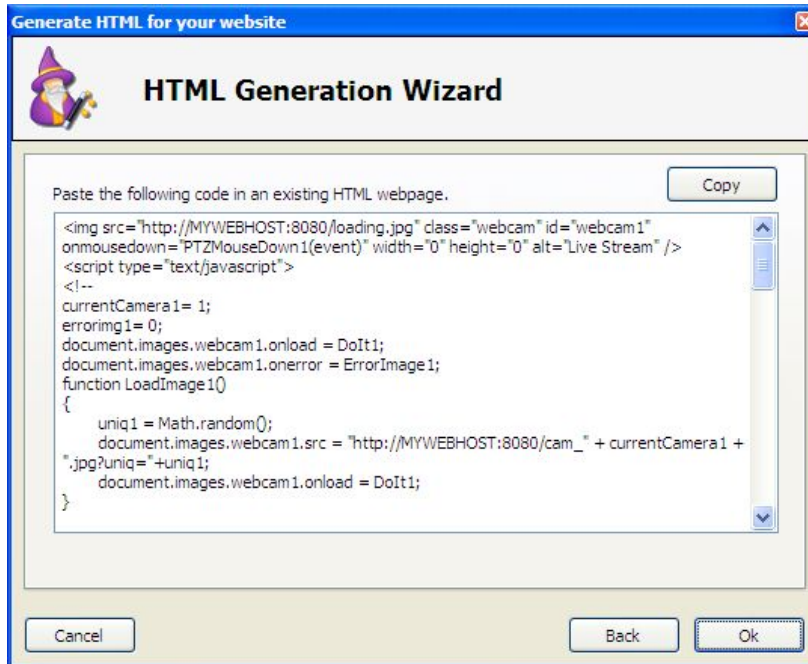 Generate HTML for your website
HTML Generation Wizard
Copy
Paste the following code in an existing HTML webpage.
<img src="http://MYWEBHOST:8080/loading.jpg" class="webcam" id="webcam1"
onmousedown="PTZMouseDown1(event)" width="0" height="0" alt="Live Stream" />
<script type="text/javascript">
<!--
currentCamera1= 1;
errorimg1= 0;
document.images.webcam1.onload = DoIt1;
document.images.webcam1.onerror = ErrorImage1;
function LoadImage1()
{
uniq1 = Math.random();
document.images.webcam1.src = "http://MYWEBHOST:8080/cam_" + currentCamera1 +
".jpg?uniq="+uniq1;
document.images.webcam1.onload = DoIt1;
}
Cancel
Back
Ok